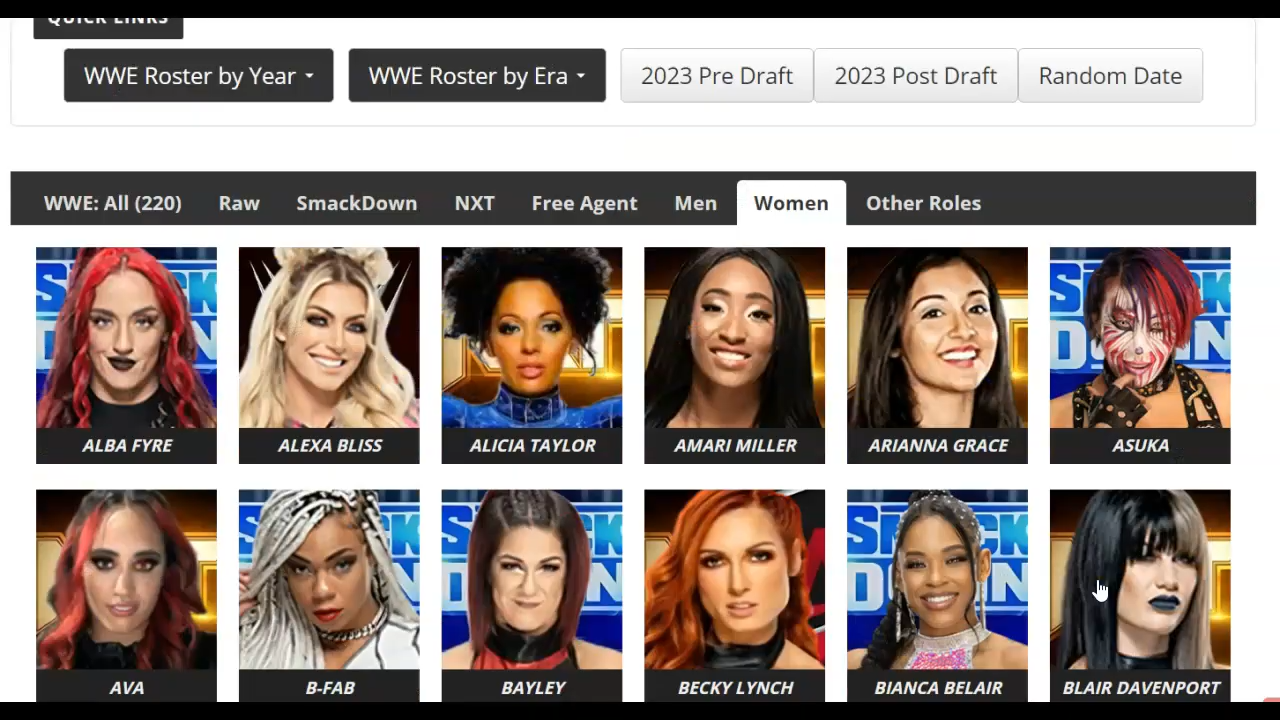 QUICK LINKS
WWE Roster by Year WWE Roster by Era 2023 Pre Draft 2023 Post Draft Random Date
WWE: All (220) Raw SmackDown NXT Free Agent Men Women Other Roles
ALBA FYRE ALEXA BLISS ALICIA TAYLOR AMARI MILLER ARIANNA GRACE ASUKA
AVA B-FAB BAYLEY BECKY LYNCH BIANCA BELAIR BLAIR DAVENPORT